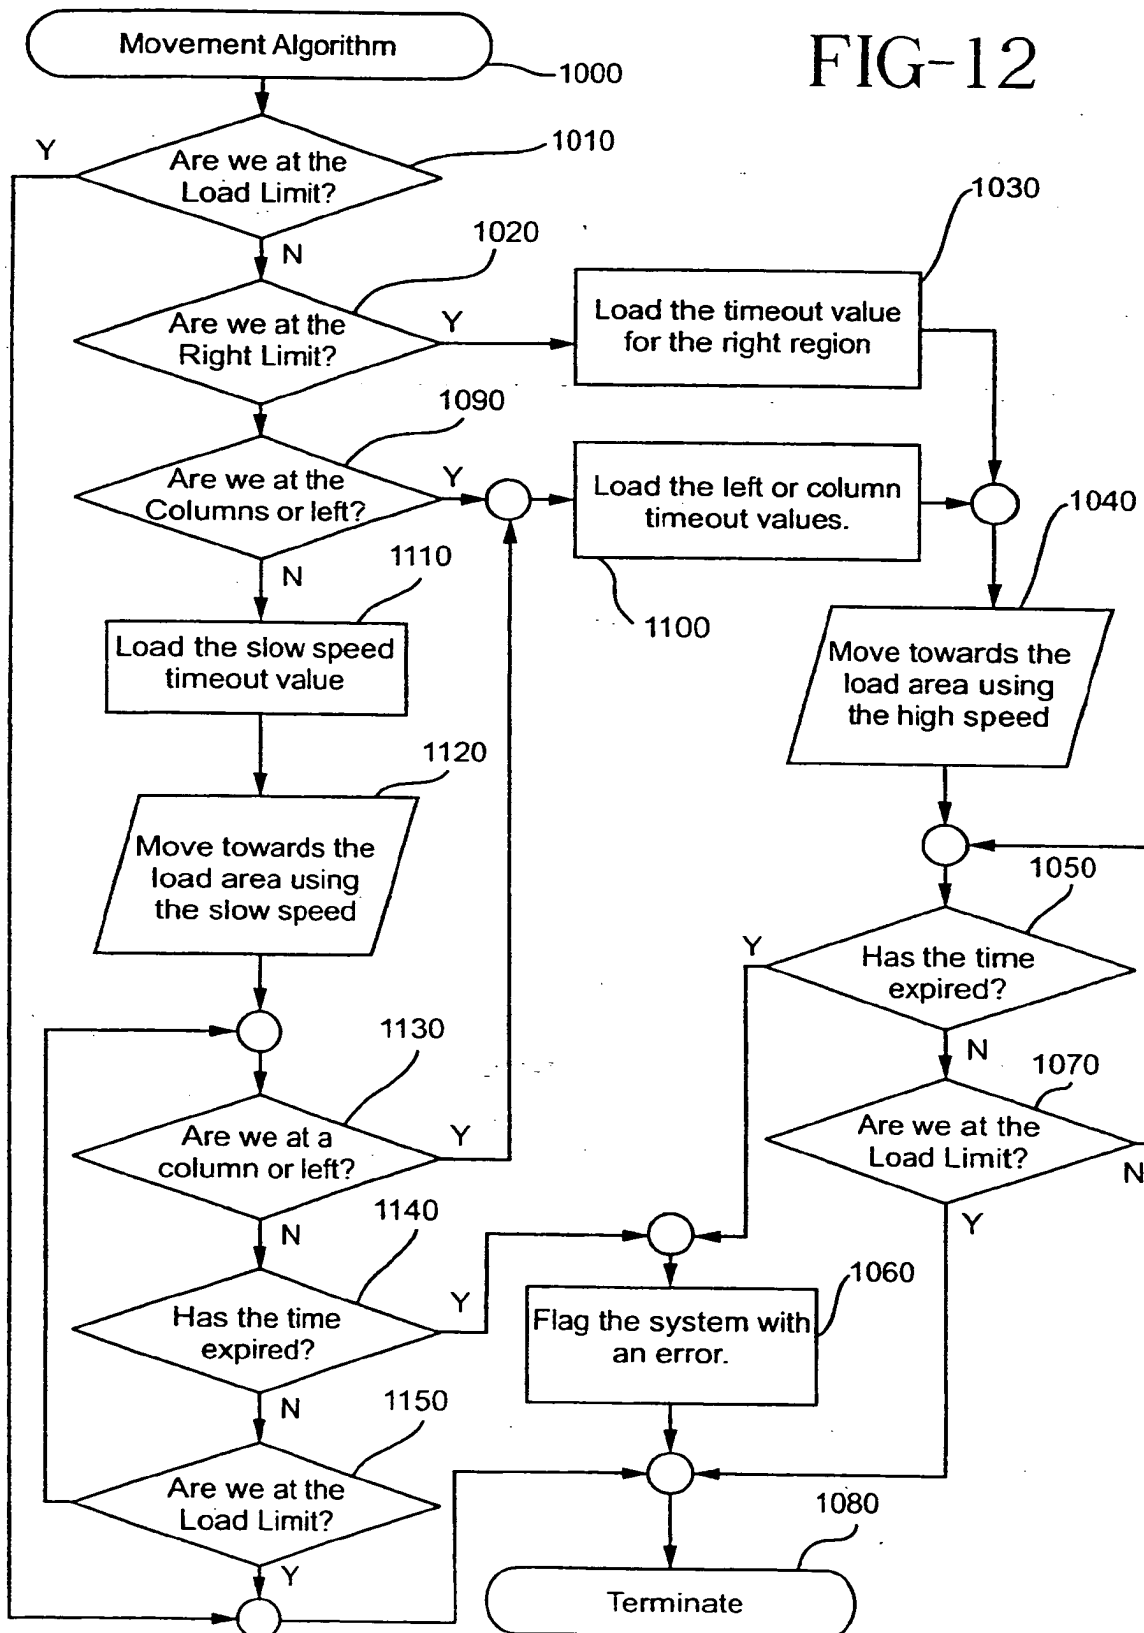 Movement Algorithm
FIG-12
1000
Y
Are we at the
Load Limit?
1010
N
1020
1030
Are we at the
Right Limit?
Y
Load the timeout value
for the right region
1090
Are we at the
Columns or left?
Y
Load the left or column
timeout values.
1040
N
1110
1100
Load the slow speed
timeout value
Move towards the
load area using
the high speed
1120
Move towards the
load area using
the slow speed
1050
Y
Has the time
expired?
N
1130
1070
Are we at a
column or left?
Y
Are we at the
Load Limit?
N
N
1140
Y
Has the time
expired?
Y
1060
Flag the system with
an error.
N
1150
Are we at the
Load Limit?
1080
Y
Terminate